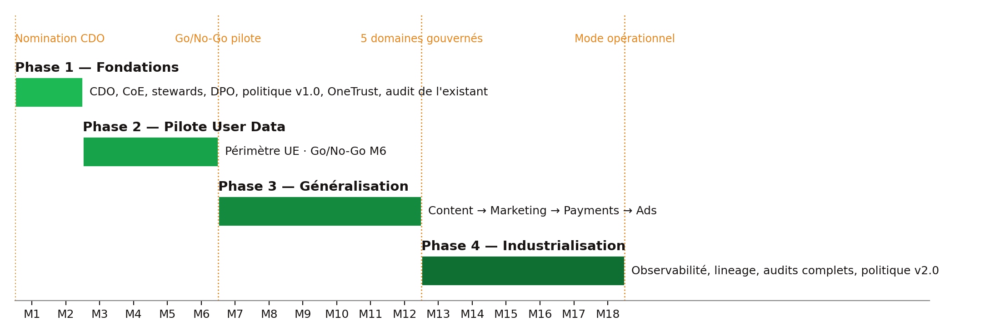 Nomination CDO
Go/No-Go pilote
5 domaines gouvernés
Mode opérationnel
Phase 1 — Fondations
CDO, CoE, stewards, DPO, politique v1.0, OneTrust, audit de l'existant
Phase 2 — Pilote User Data
Périmètre UE · Go/No-Go M6
Phase 3 — Généralisation
Content → Marketing → Payments → Ads
Phase 4 — Industrialisation
Observabilité, lineage, audits complets, politique v2.0
M1 M2 M3 M4 M5 M6 M7 M8 M9 M10 M11 M12 M13 M14 M15 M16 M17 M18